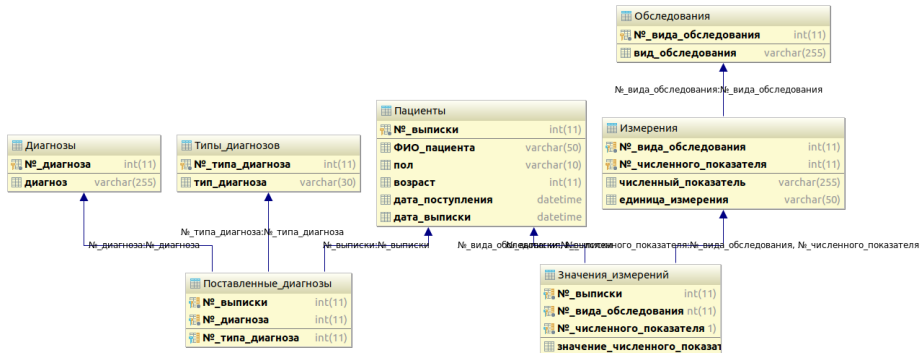 Обследования
№_вида_обследования int(11)
вид_обследования varchar(255)
№_вида_обследования:№_вида_обследования
Пациенты
№_выписки int(11)
ФИО_пациента varchar(50)
пол varchar(10)
возраст int(11)
дата_поступления datetime
дата_выписки datetime
Измерения
№_вида_обследования int(11)
№_численного_показателя int(11)
численный_показатель varchar(255)
единица_измерения varchar(50)
Диагнозы
№_диагноза int(11)
диагноз varchar(255)
Типы_диагнозов
№_типа_диагноза int(11)
тип_диагноза varchar(30)
№_типа_диагноза:№_типа_диагноза
№_диагноза:№_диагноза
№_выписки:№_выписки
№_численного_показателя:№_вида_обследования, №_численного_показателя
Поставленные_диагнозы
№_выписки int(11)
№_диагноза int(11)
№_типа_диагноза int(11)
Значения_измерений
№_выписки int(11)
№_вида_обследования nt(11)
№_численного_показателя 1)
значение_численного_показат